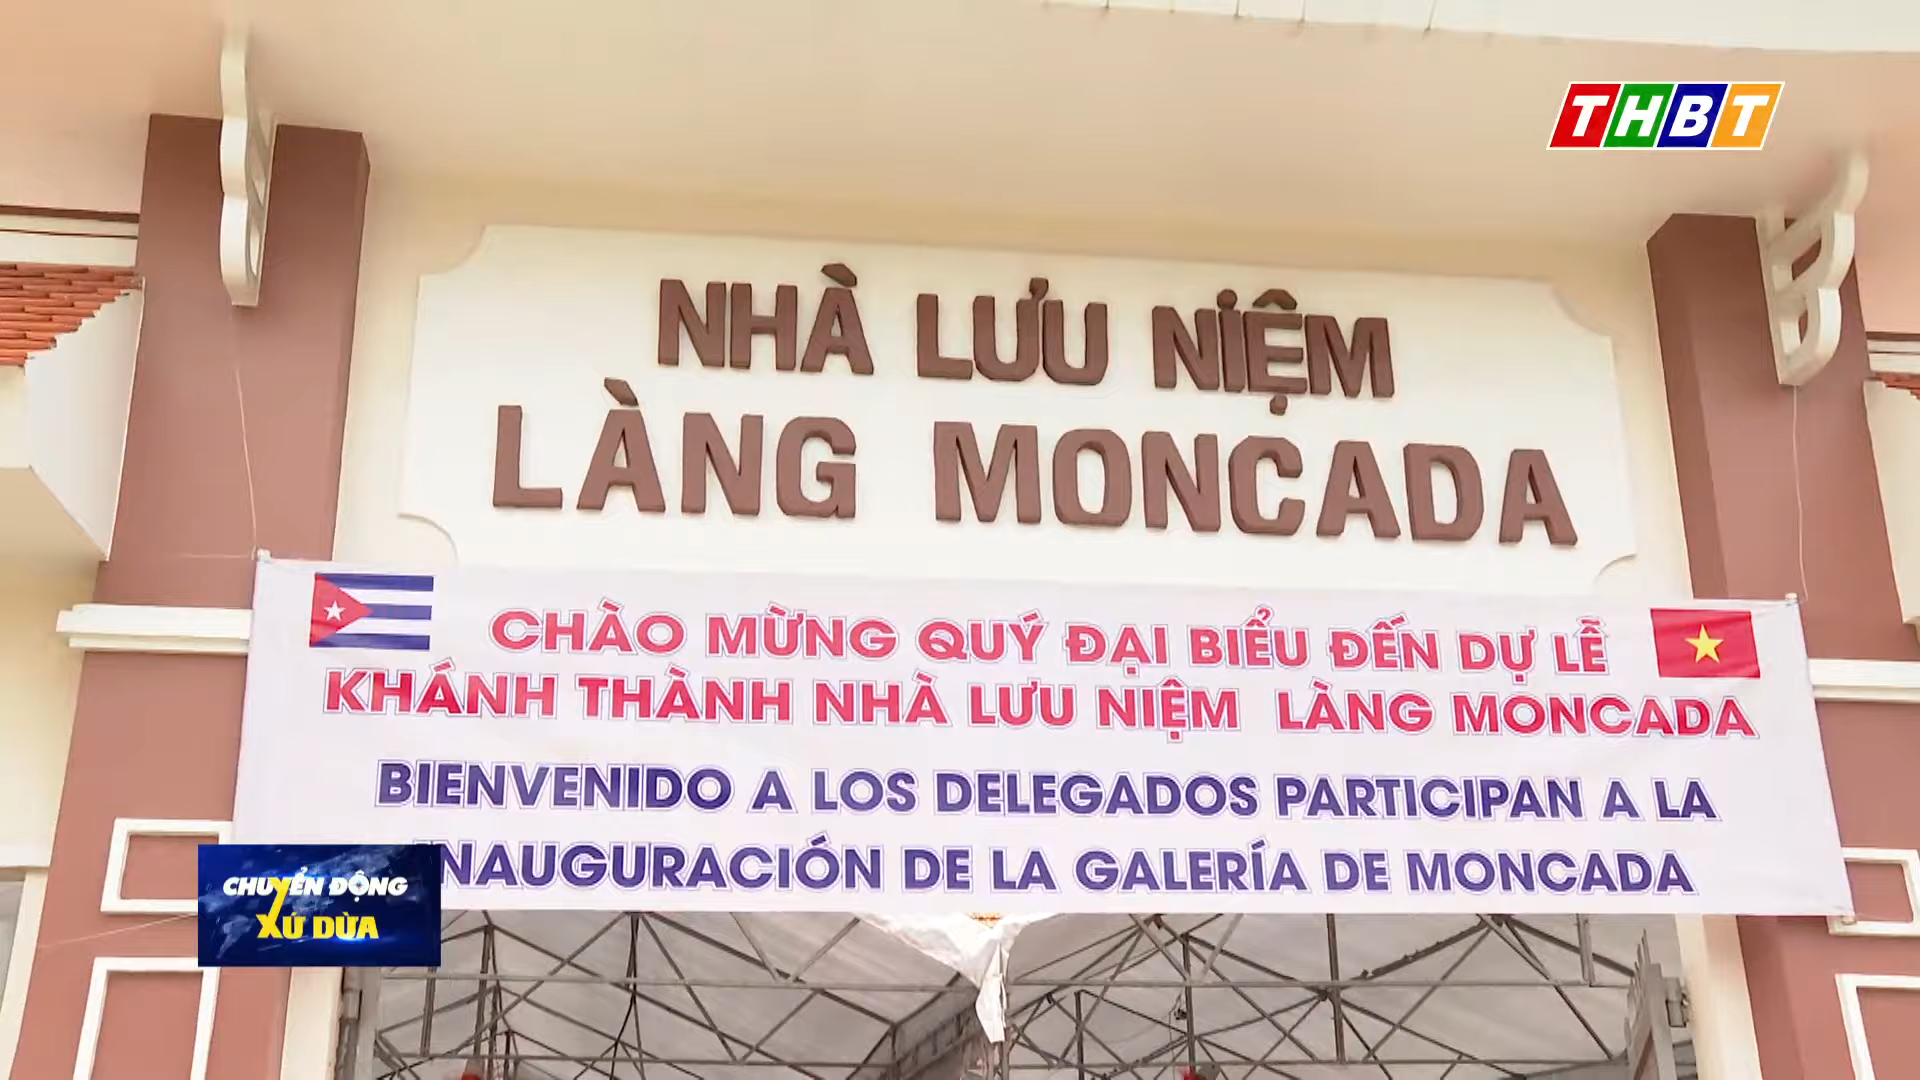 THBT
NHÀ LƯU NIỆM
LÀNG MONCADA
CHÀO MỪNG QUÝ ĐẠI BIỂU ĐẾN DỰ LỄ
KHÁNH THÀNH NHÀ LƯU NIỆM LÀNG MONCADA
BIENVENIDO A LOS DELEGADOS PARTICIPAN A LA
INAUGURACIÓN DE LA GALERÍA DE MONCADA
CHUYỂN ĐỘNG
XỨ DỪA